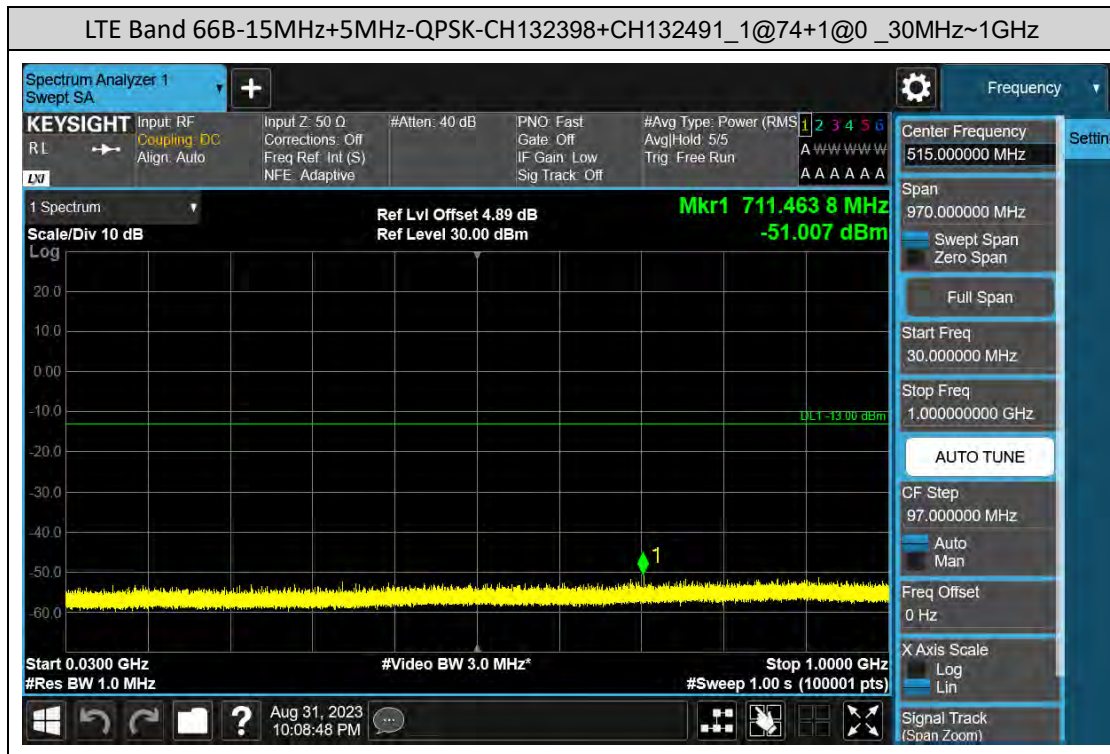 LTE Band 66B-15MHz+5MHz-QPSK-CH132398+CH132491_1@74+1@0 _30MHz~1GHz
Spectrum Analyzer 1
Swept SA
Frequency
KEYSIGHT
RL
LXI
Input: RF
Coupling: DC
Align: Auto
Input Z: 50 Ω
Corrections: Off
Freq Ref: Int (S)
NFE: Adaptive
#Atten: 40 dB
PNO: Fast
Gate: Off
IF Gain: Low
Sig Track: Off
#Avg Type: Power (RMS
Avg|Hold: 5/5
Trig: Free Run
1 2 3 4 5 6
A W W W W W
A A A A A A
1 Spectrum
Scale/Div 10 dB
Log
Ref Lvl Offset 4.89 dB
Ref Level 30.00 dBm
Mkr1 711.463 8 MHz
-51.007 dBm
20.0
10.0
0.00
-10.0
DL1 -13.00 dBm
-20.0
-30.0
-40.0
1
-50.0
-60.0
Start 0.0300 GHz
#Res BW 1.0 MHz
#Video BW 3.0 MHz*
Stop 1.0000 GHz
#Sweep 1.00 s (100001 pts)
Aug 31, 2023
10:08:48 PM
Center Frequency
515.000000 MHz
Settin
Span
970.000000 MHz
Swept Span
Zero Span
Full Span
Start Freq
30.000000 MHz
Stop Freq
1.000000000 GHz
AUTO TUNE
CF Step
97.000000 MHz
Auto
Man
Freq Offset
0 Hz
X Axis Scale
Log
Lin
Signal Track
(Span Zoom)